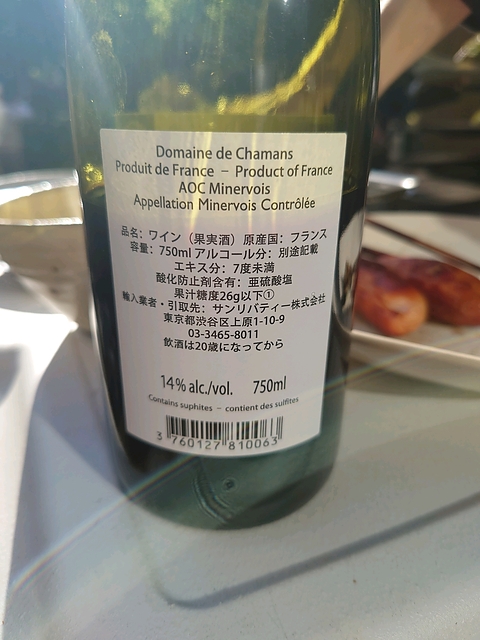 Domaine de Chamans
Produit de France – Product of France
AOC Minervois
Appellation Minervois Contrôlée
品名: ワイン（果実酒）原産国: フランス
容量: 750ml アルコール分: 別途記載
エキス分: 7度未満
酸化防止剤含有: 亜硫酸塩
果汁糖度26g以下①
輸入業者・引取先: サンリバティー株式会社
東京都渋谷区上原1-10-9
03-3465-8011
飲酒は20歳になってから
14% alc./vol. 750ml
Contains sulphites – contient des sulfites
3 760127 810063